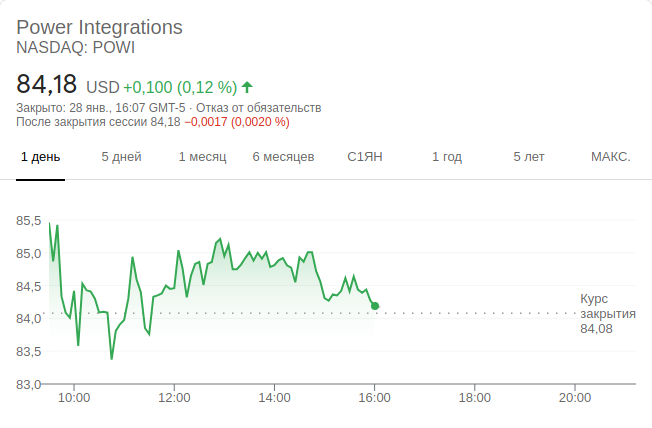 Power Integrations
NASDAQ: POWI
84,18 USD +0,100 (0,12 %)
Закрыто: 28 янв., 16:07 GMT-5 · Отказ от обязательств
После закрытия сессии 84,18 −0,0017 (0,0020 %)
1 день 5 дней 1 месяц 6 месяцев С1ЯН 1 год 5 лет МАКС.
85,5
85,0
84,5
84,0
83,5
83,0
Курс
закрытия
84,08
10:00 12:00 14:00 16:00 18:00 20:00